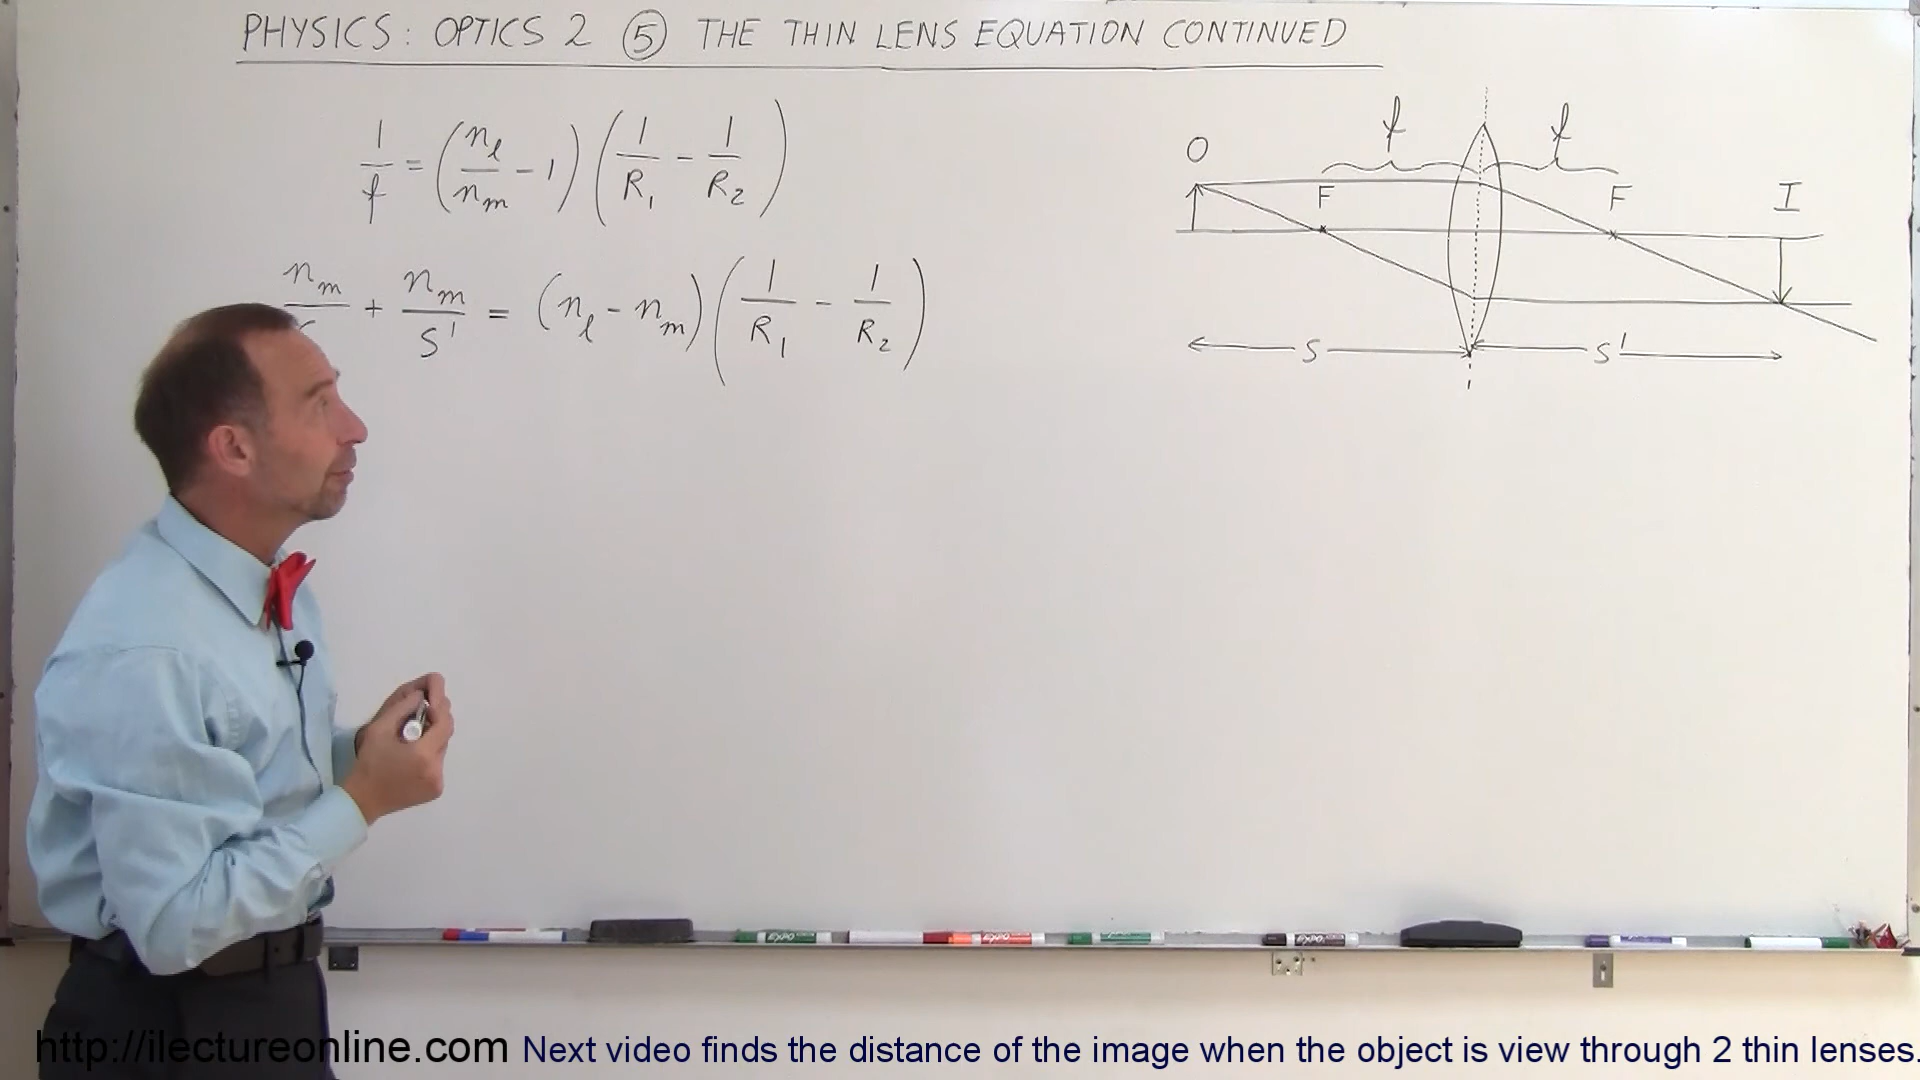 PHYSICS: OPTICS 2 ⑤ THE THIN LENS EQUATION CONTINUED
1/f = (nℓ/nm - 1) (1/R1 - 1/R2)
nm/S + nm/S' = (nℓ - nm) (1/R1 - 1/R2)
f f
O F F I
S S'
EXPO EXPO EXPO EXPO
http://ilectureonline.com Next video finds the distance of the image when the object is view through 2 thin lenses.